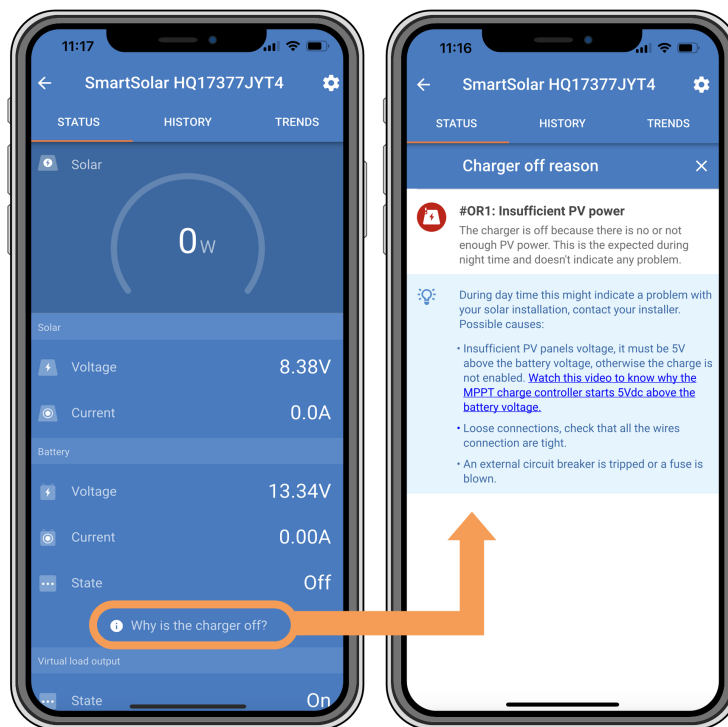 11:17
SmartSolar HQ17377JYT4
STATUS HISTORY TRENDS
Solar
0W
Solar
Voltage 8.38V
Current 0.0A
Battery
Voltage 13.34V
Current 0.00A
State Off
Why is the charger off?
Virtual load output
State On
11:16
SmartSolar HQ17377JYT4
STATUS HISTORY TRENDS
Charger off reason
#OR1: Insufficient PV power
The charger is off because there is no or not
enough PV power. This is the expected during
night time and doesn't indicate any problem.
During day time this might indicate a problem with
your solar installation, contact your installer.
Possible causes:
• Insufficient PV panels voltage, it must be 5V
above the battery voltage, otherwise the charge is
not enabled. Watch this video to know why the
MPPT charge controller starts 5Vdc above the
battery voltage.
• Loose connections, check that all the wires
connection are tight.
• An external circuit breaker is tripped or a fuse is
blown.